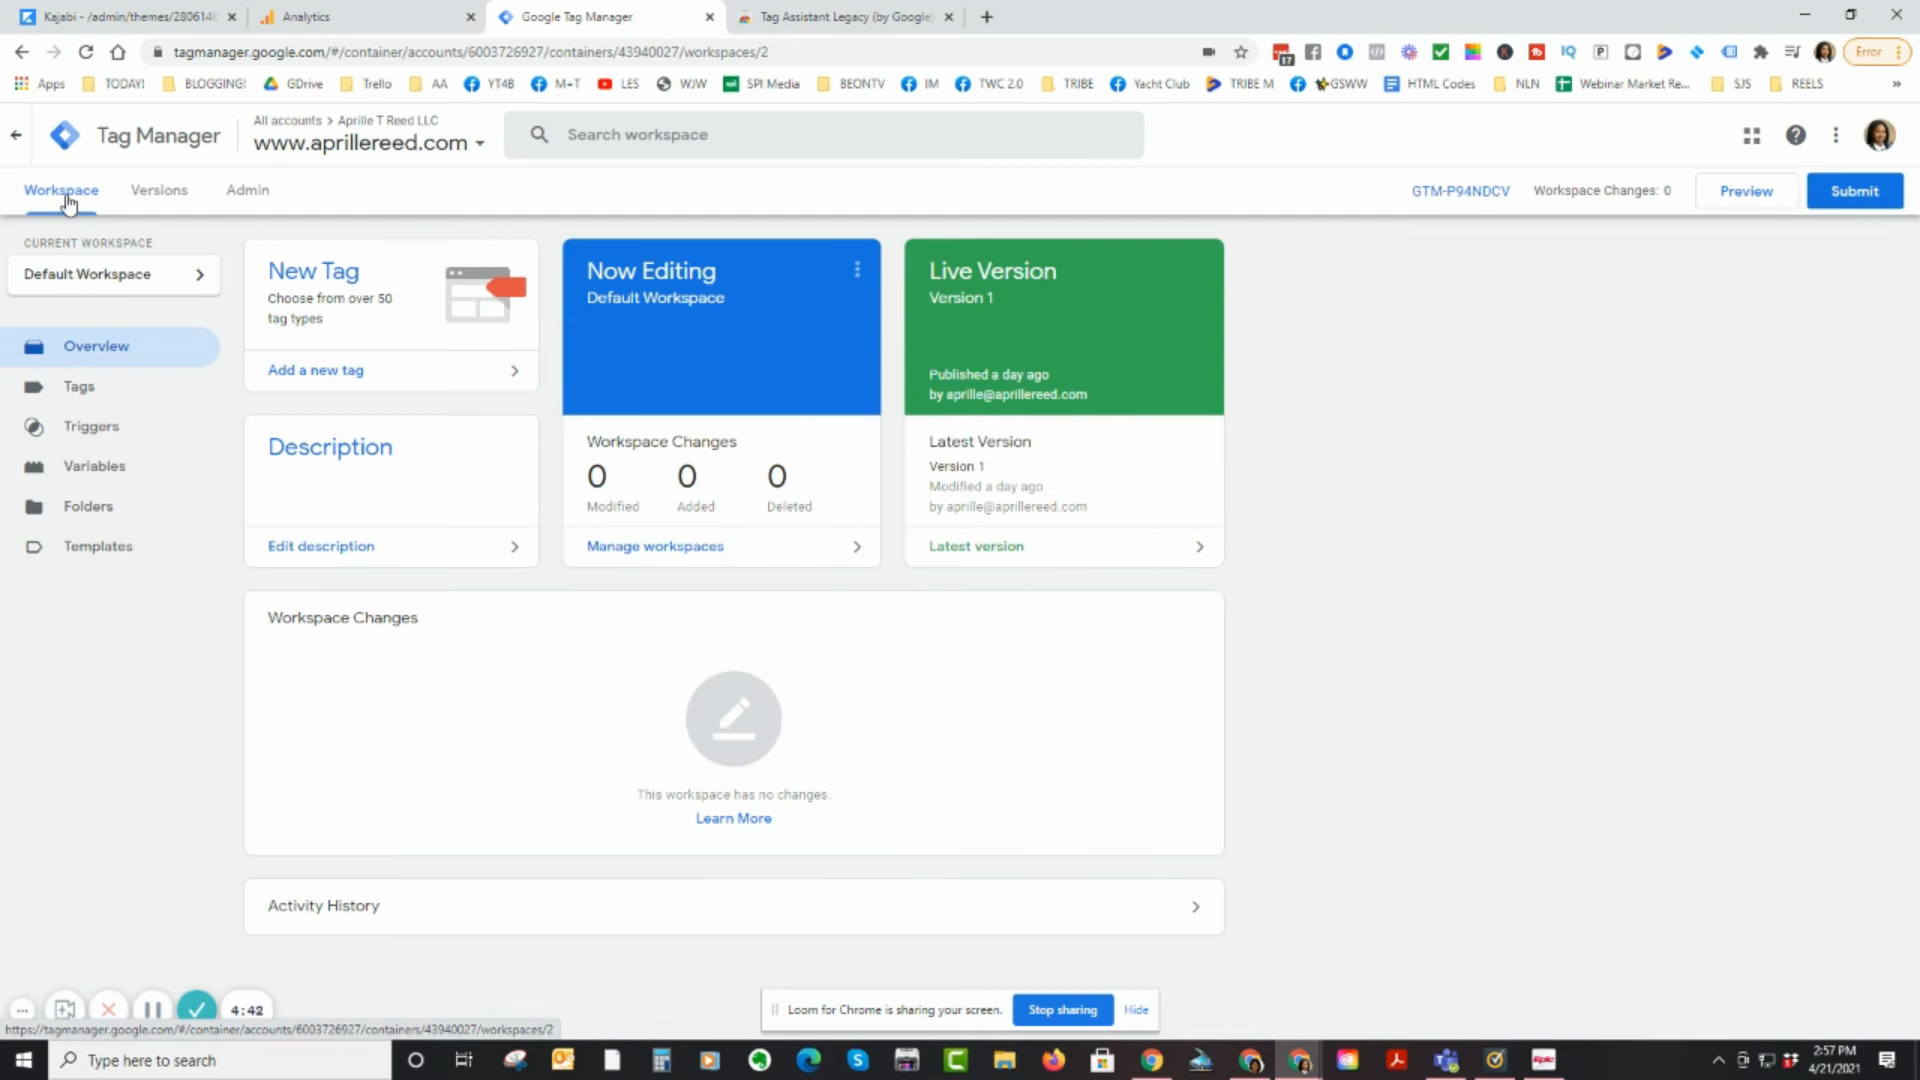 Kajabi - /admin/themes/2806146
Analytics
Google Tag Manager
Tag Assistant Legacy (by Google)
tagmanager.google.com/#/container/accounts/6003726927/containers/43940027/workspaces/2
17
IQ
Error
Apps
TODAY!
BLOGGING!
GDrive
Trello
AA
YT4B
M+T
LES
WJW
SPI Media
BEONTV
IM
TWC 2.0
TRIBE
Yacht Club
TRIBE M
GSWW
HTML Codes
NLN
Webinar Market Re...
SJS
REELS
»
Tag Manager
All accounts > Aprille T Reed LLC
www.aprillereed.com
Search workspace
Workspace
Versions
Admin
GTM-P94NDCV
Workspace Changes: 0
Preview
Submit
CURRENT WORKSPACE
Default Workspace
Overview
Tags
Triggers
Variables
Folders
Templates
New Tag
Choose from over 50
tag types
Add a new tag
Description
Edit description
Now Editing
Default Workspace
Workspace Changes
0 0 0
Modified Added Deleted
Manage workspaces
Live Version
Version 1
Published a day ago
by aprille@aprillereed.com
Latest Version
Version 1
Modified a day ago
by aprille@aprillereed.com
Latest version
Workspace Changes
This workspace has no changes.
Learn More
Activity History
4:42
Loom for Chrome is sharing your screen.
Stop sharing
Hide
https://tagmanager.google.com/#/container/accounts/6003726927/containers/43940027/workspaces/2
Type here to search
Epic
2:57 PM
4/21/2021